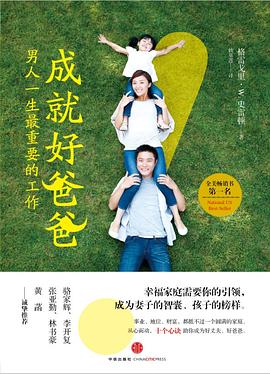 成就好爸爸
男人一生最重要的工作
格雷戈里·W·史雷顿
全美畅销书
第一名
National US
Best Seller
幸福家庭需要你的引领，
成为妻子的智囊、孩子的榜样。
事业、地位、财富，都抵不过一个圆满的家庭。
从心而动，十个心诀助你成为好丈夫、好爸爸。
骆家辉、李开复
张亚勤、林书豪
黄菡
——诚挚推荐
中信出版社·CHINA CITIC PRESS